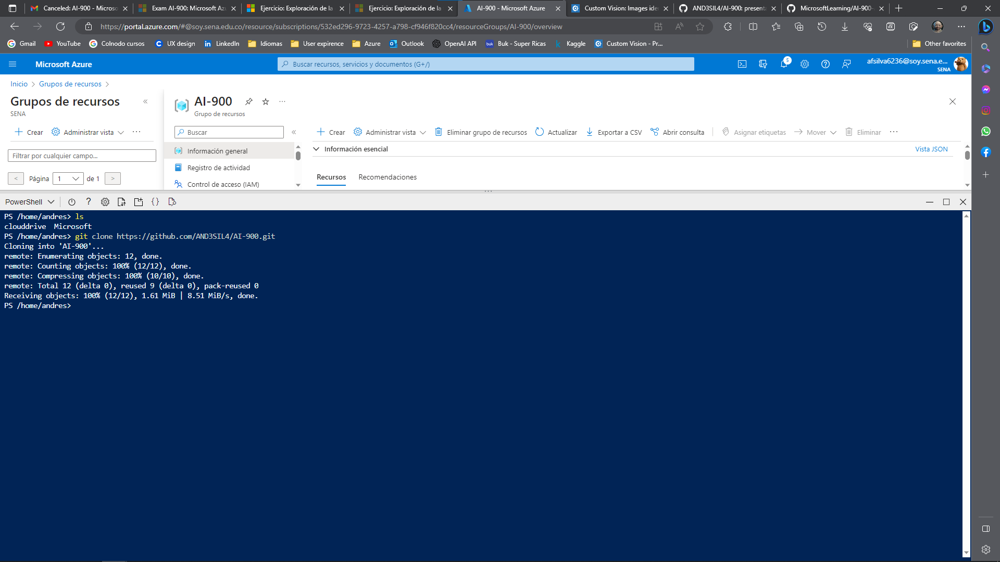 Canceled: AI-900 - Microso
Exam AI-900: Microsoft Azu
Ejercicio: Exploración de la
Ejercicio: Exploración de la
AI-900 - Microsoft Azure
Custom Vision: Images ide
AND3SIL4/AI-900: presenta
MicrosoftLearning/AI-900-
https://portal.azure.com/#@soy.sena.edu.co/resource/subscriptions/532ed296-9723-4257-a798-cf946f820cc4/resourceGroups/AI-900/overview
Gmail
YouTube
Colnodo cursos
UX design
LinkedIn
Idiomas
User expirence
Azure
Outlook
OpenAI API
buk
Buk - Super Ricas
Kaggle
Custom Vision - Pr...
Other favorites
Microsoft Azure
Buscar recursos, servicios y documentos (G+/)
5
afsilva6236@soy.sena.e...
SENA
Inicio > Grupos de recursos >
Grupos de recursos
SENA
Crear
Administrar vista
Filtrar por cualquier campo...
< Página 1 de 1 >
AI-900
Grupo de recursos
Buscar
Información general
Registro de actividad
Control de acceso (IAM)
Crear
Administrar vista
Eliminar grupo de recursos
Actualizar
Exportar a CSV
Abrir consulta
Asignar etiquetas
Mover
Eliminar
Información esencial
Vista JSON
Recursos
Recomendaciones
PowerShell
PS /home/andres> ls
clouddrive  Microsoft
PS /home/andres> git clone https://github.com/AND3SIL4/AI-900.git
Cloning into 'AI-900'...
remote: Enumerating objects: 12, done.
remote: Counting objects: 100% (12/12), done.
remote: Compressing objects: 100% (10/10), done.
remote: Total 12 (delta 0), reused 9 (delta 0), pack-reused 0
Receiving objects: 100% (12/12), 1.61 MiB | 8.51 MiB/s, done.
PS /home/andres>